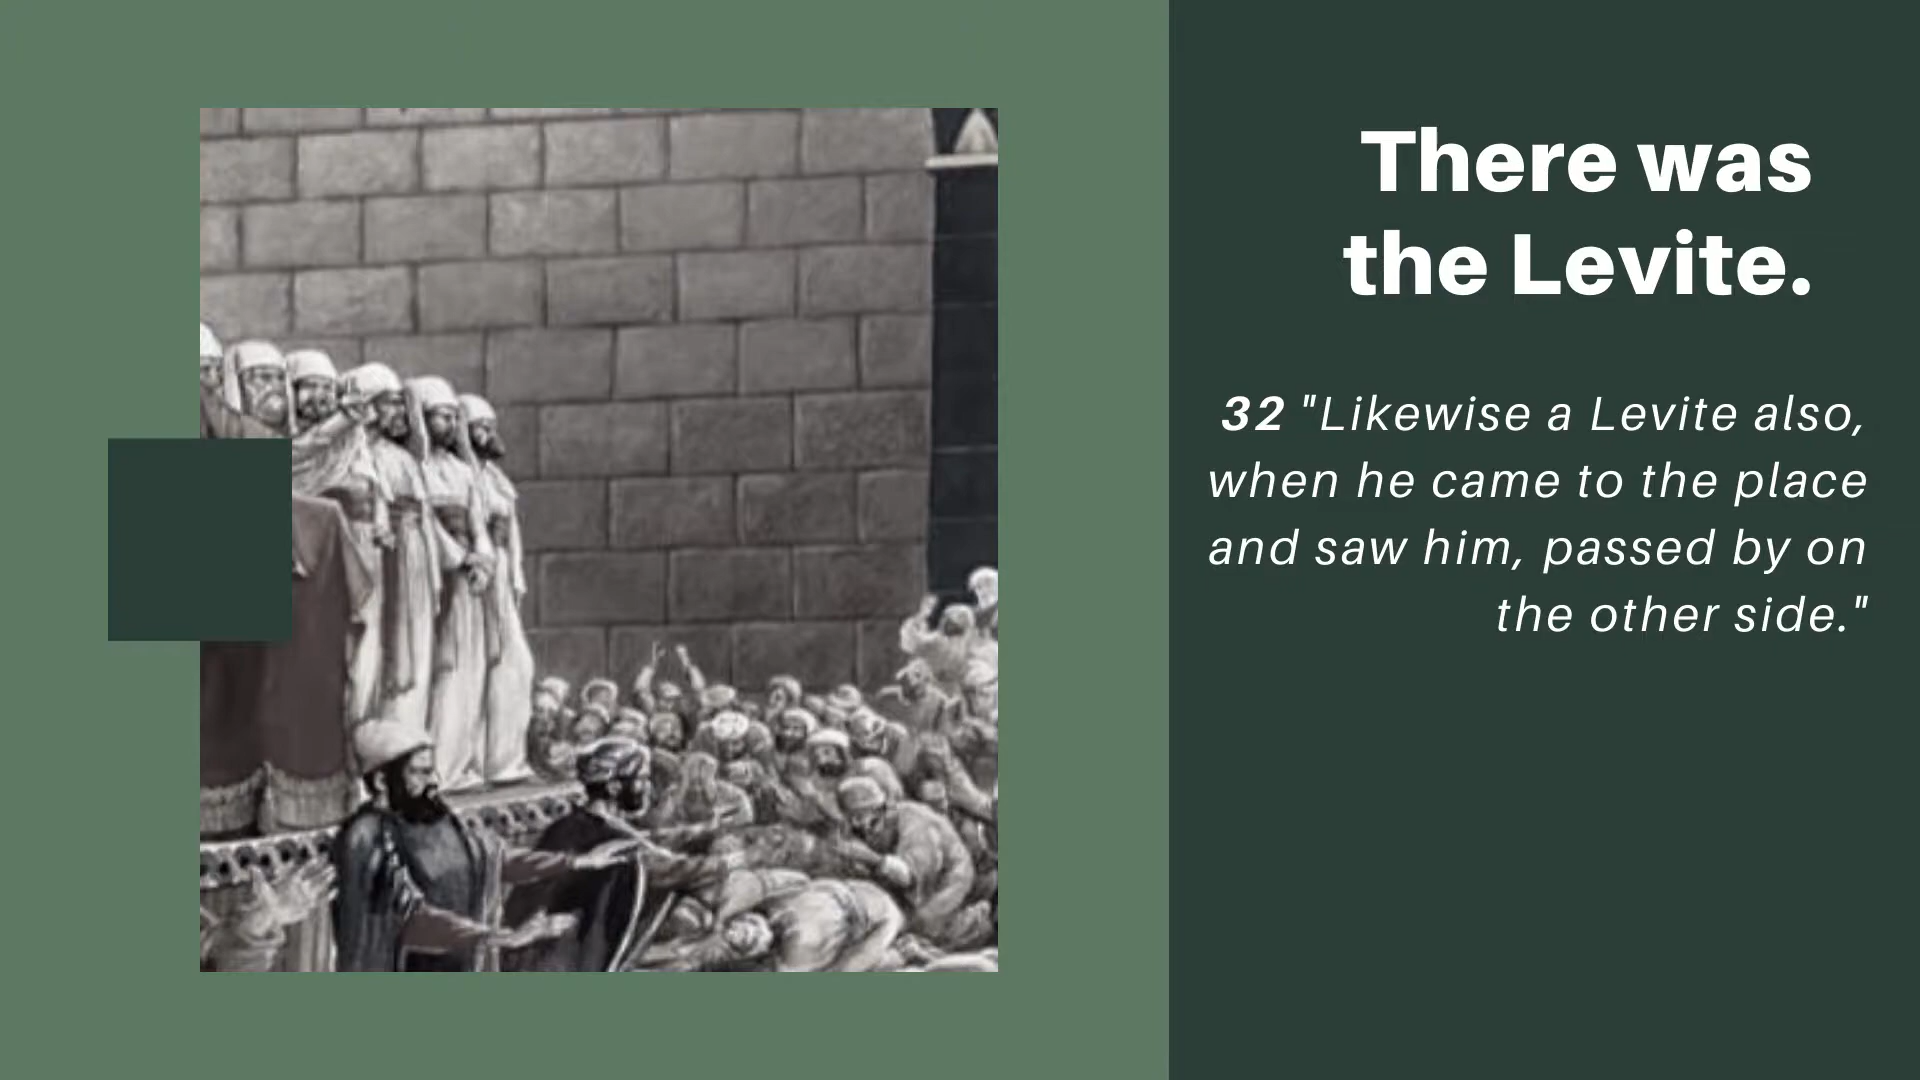 There was
the Levite.
32 "Likewise a Levite also,
when he came to the place
and saw him, passed by on
the other side."